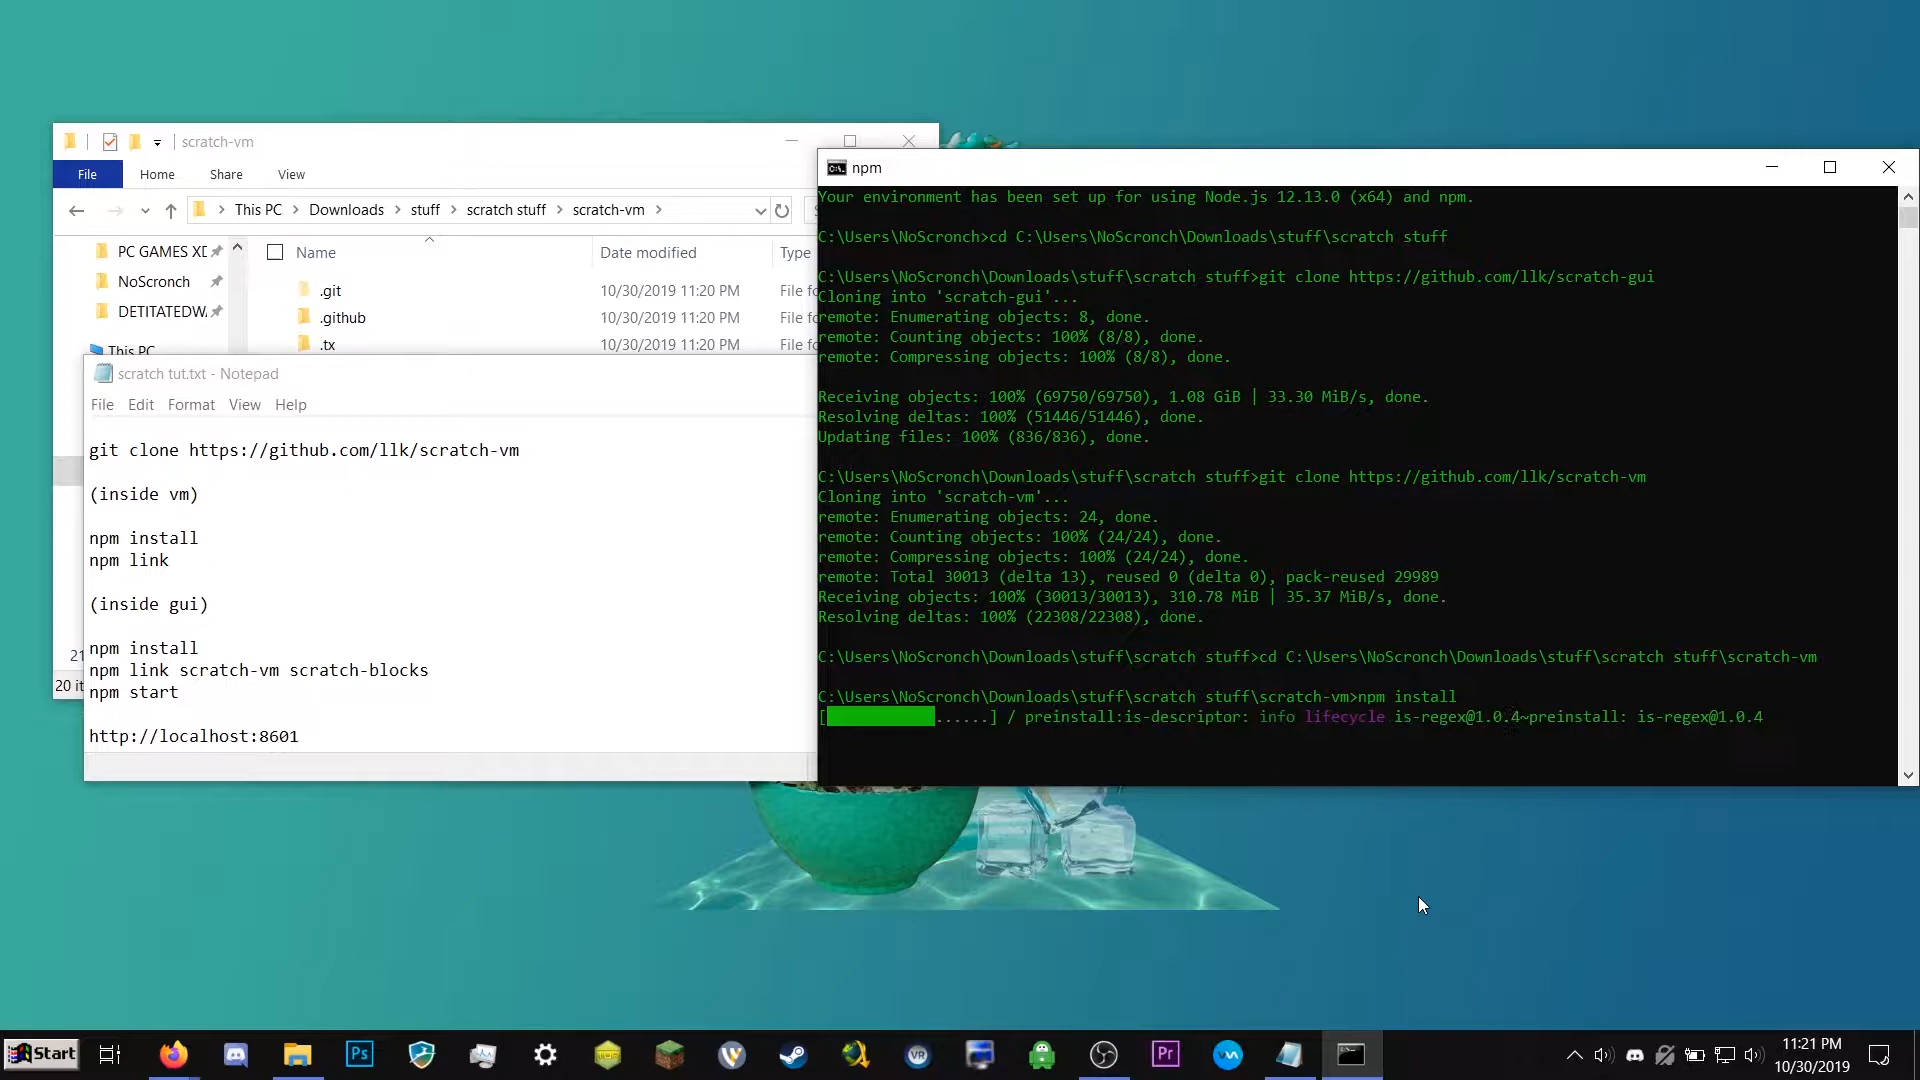 scratch-vm
File
Home
Share
View
This PC
Downloads
stuff
scratch stuff
scratch-vm
PC GAMES XD
NoScronch
DETITATEDWA
This PC
Name
Date modified
Type
.git
10/30/2019 11:20 PM
File fo
.github
10/30/2019 11:20 PM
File fo
.tx
10/30/2019 11:20 PM
File fo
20 it
scratch tut.txt - Notepad
File Edit Format View Help
git clone https://github.com/llk/scratch-vm
(inside vm)
npm install
npm link
(inside gui)
npm install
npm link scratch-vm scratch-blocks
npm start
http://localhost:8601
npm
Your environment has been set up for using Node.js 12.13.0 (x64) and npm.
C:\Users\NoScronch>cd C:\Users\NoScronch\Downloads\stuff\scratch stuff
C:\Users\NoScronch\Downloads\stuff\scratch stuff>git clone https://github.com/llk/scratch-gui
Cloning into 'scratch-gui'...
remote: Enumerating objects: 8, done.
remote: Counting objects: 100% (8/8), done.
remote: Compressing objects: 100% (8/8), done.
Receiving objects: 100% (69750/69750), 1.08 GiB | 33.30 MiB/s, done.
Resolving deltas: 100% (51446/51446), done.
Updating files: 100% (836/836), done.
C:\Users\NoScronch\Downloads\stuff\scratch stuff>git clone https://github.com/llk/scratch-vm
Cloning into 'scratch-vm'...
remote: Enumerating objects: 24, done.
remote: Counting objects: 100% (24/24), done.
remote: Compressing objects: 100% (24/24), done.
remote: Total 30013 (delta 13), reused 0 (delta 0), pack-reused 29989
Receiving objects: 100% (30013/30013), 310.78 MiB | 35.37 MiB/s, done.
Resolving deltas: 100% (22308/22308), done.
C:\Users\NoScronch\Downloads\stuff\scratch stuff>cd C:\Users\NoScronch\Downloads\stuff\scratch stuff\scratch-vm
C:\Users\NoScronch\Downloads\stuff\scratch stuff\scratch-vm>npm install
[ ......] / preinstall:is-descriptor: info lifecycle is-regex@1.0.4~preinstall: is-regex@1.0.4
Start
Ps
VR
Pr
11:21 PM
10/30/2019